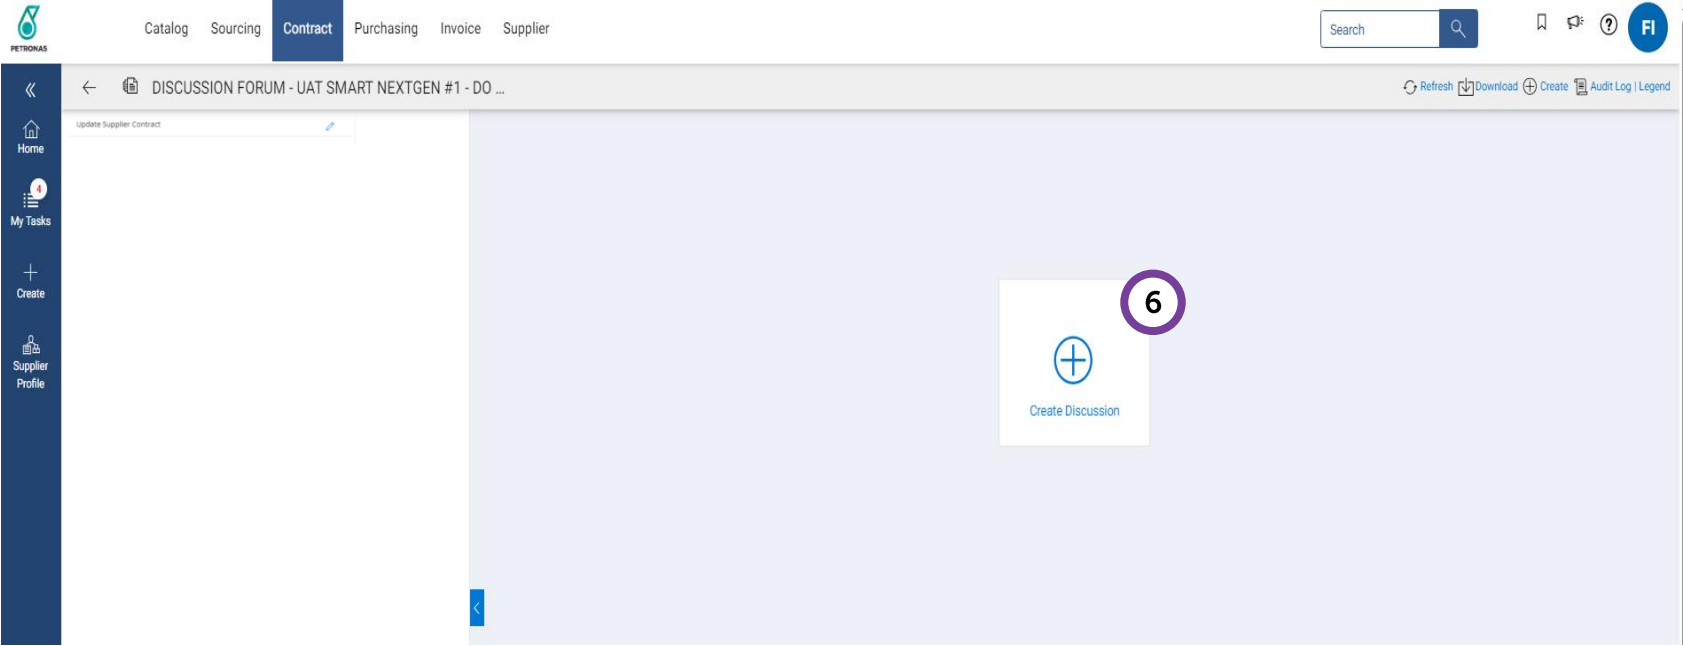 PETRONAS
Catalog Sourcing Contract Purchasing Invoice Supplier
Search
FI
DISCUSSION FORUM - UAT SMART NEXTGEN #1 - DO ...
Refresh Download Create Audit Log | Legend
Home
4
My Tasks
Create
Supplier
Profile
Update Supplier Contract
6
Create Discussion